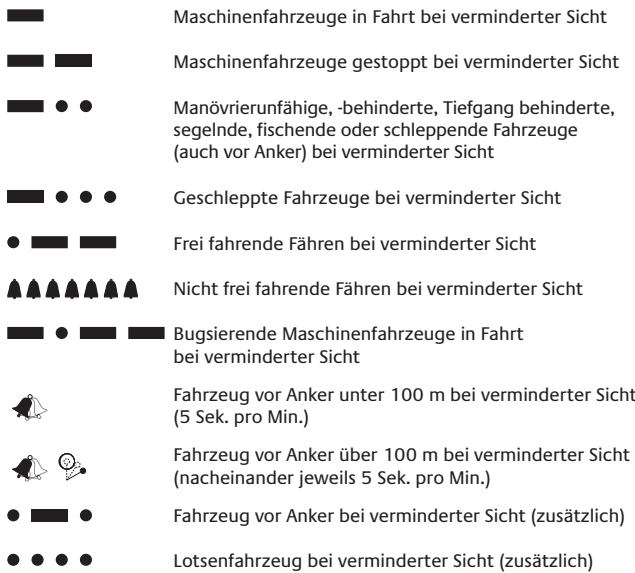 Maschinenfahrzeuge in Fahrt bei verminderter Sicht
Maschinenfahrzeuge gestoppt bei verminderter Sicht
Manövrierunfähige, -behinderte, Tiefgang behinderte,
segelnde, fischende oder schleppende Fahrzeuge
(auch vor Anker) bei verminderter Sicht
Geschleppte Fahrzeuge bei verminderter Sicht
Frei fahrende Fähren bei verminderter Sicht
Nicht frei fahrende Fähren bei verminderter Sicht
Bugsierende Maschinenfahrzeuge in Fahrt
bei verminderter Sicht
Fahrzeug vor Anker unter 100 m bei verminderter Sicht
(5 Sek. pro Min.)
Fahrzeug vor Anker über 100 m bei verminderter Sicht
(nacheinander jeweils 5 Sek. pro Min.)
Fahrzeug vor Anker bei verminderter Sicht (zusätzlich)
Lotsenfahrzeug bei verminderter Sicht (zusätzlich)